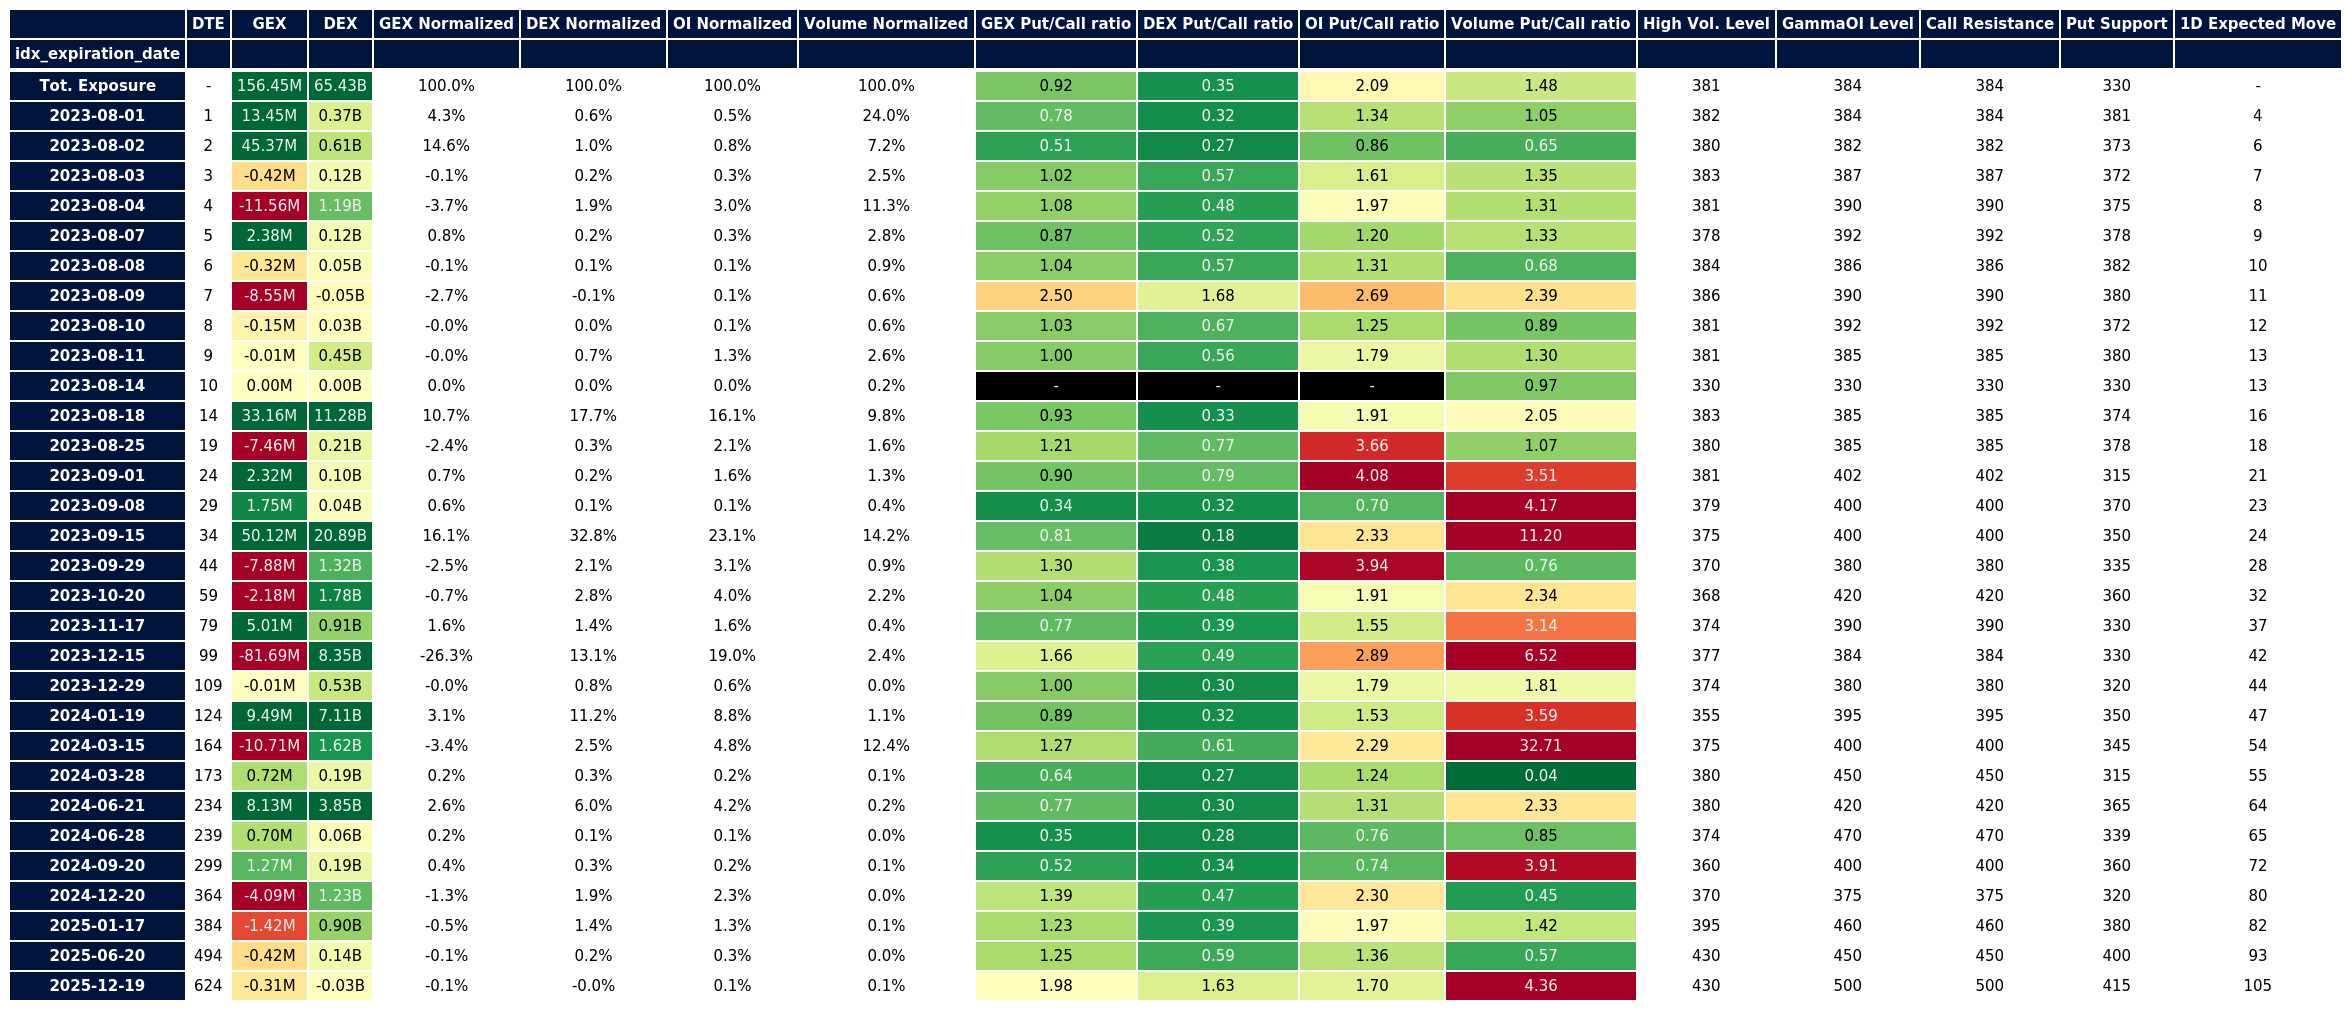 DTE GEX DEX GEX Normalized DEX Normalized OI Normalized Volume Normalized GEX Put/Call ratio DEX Put/Call ratio OI Put/Call ratio Volume Put/Call ratio High Vol. Level GammaOI Level Call Resistance Put Support 1D Expected Move
idx_expiration_date
Tot. Exposure - 156.45M 65.43B 100.0% 100.0% 100.0% 100.0% 0.92 0.35 2.09 1.48 381 384 384 330 -
2023-08-01 1 13.45M 0.37B 4.3% 0.6% 0.5% 24.0% 0.78 0.32 1.34 1.05 382 384 384 381 4
2023-08-02 2 45.37M 0.61B 14.6% 1.0% 0.8% 7.2% 0.51 0.27 0.86 0.65 380 382 382 373 6
2023-08-03 3 -0.42M 0.12B -0.1% 0.2% 0.3% 2.5% 1.02 0.57 1.61 1.35 383 387 387 372 7
2023-08-04 4 -11.56M 1.19B -3.7% 1.9% 3.0% 11.3% 1.08 0.48 1.97 1.31 381 390 390 375 8
2023-08-07 5 2.38M 0.12B 0.8% 0.2% 0.3% 2.8% 0.87 0.52 1.20 1.33 378 392 392 378 9
2023-08-08 6 -0.32M 0.05B -0.1% 0.1% 0.1% 0.9% 1.04 0.57 1.31 0.68 384 386 386 382 10
2023-08-09 7 -8.55M -0.05B -2.7% -0.1% 0.1% 0.6% 2.50 1.68 2.69 2.39 386 390 390 380 11
2023-08-10 8 -0.15M 0.03B -0.0% 0.0% 0.1% 0.6% 1.03 0.67 1.25 0.89 381 392 392 372 12
2023-08-11 9 -0.01M 0.45B -0.0% 0.7% 1.3% 2.6% 1.00 0.56 1.79 1.30 381 385 385 380 13
2023-08-14 10 0.00M 0.00B 0.0% 0.0% 0.0% 0.2% - - - 0.97 330 330 330 330 13
2023-08-18 14 33.16M 11.28B 10.7% 17.7% 16.1% 9.8% 0.93 0.33 1.91 2.05 383 385 385 374 16
2023-08-25 19 -7.46M 0.21B -2.4% 0.3% 2.1% 1.6% 1.21 0.77 3.66 1.07 380 385 385 378 18
2023-09-01 24 2.32M 0.10B 0.7% 0.2% 1.6% 1.3% 0.90 0.79 4.08 3.51 381 402 402 315 21
2023-09-08 29 1.75M 0.04B 0.6% 0.1% 0.1% 0.4% 0.34 0.32 0.70 4.17 379 400 400 370 23
2023-09-15 34 50.12M 20.89B 16.1% 32.8% 23.1% 14.2% 0.81 0.18 2.33 11.20 375 400 400 350 24
2023-09-29 44 -7.88M 1.32B -2.5% 2.1% 3.1% 0.9% 1.30 0.38 3.94 0.76 370 380 380 335 28
2023-10-20 59 -2.18M 1.78B -0.7% 2.8% 4.0% 2.2% 1.04 0.48 1.91 2.34 368 420 420 360 32
2023-11-17 79 5.01M 0.91B 1.6% 1.4% 1.6% 0.4% 0.77 0.39 1.55 3.14 374 390 390 330 37
2023-12-15 99 -81.69M 8.35B -26.3% 13.1% 19.0% 2.4% 1.66 0.49 2.89 6.52 377 384 384 330 42
2023-12-29 109 -0.01M 0.53B -0.0% 0.8% 0.6% 0.0% 1.00 0.30 1.79 1.81 374 380 380 320 44
2024-01-19 124 9.49M 7.11B 3.1% 11.2% 8.8% 1.1% 0.89 0.32 1.53 3.59 355 395 395 350 47
2024-03-15 164 -10.71M 1.62B -3.4% 2.5% 4.8% 12.4% 1.27 0.61 2.29 32.71 375 400 400 345 54
2024-03-28 173 0.72M 0.19B 0.2% 0.3% 0.2% 0.1% 0.64 0.27 1.24 0.04 380 450 450 315 55
2024-06-21 234 8.13M 3.85B 2.6% 6.0% 4.2% 0.2% 0.77 0.30 1.31 2.33 380 420 420 365 64
2024-06-28 239 0.70M 0.06B 0.2% 0.1% 0.1% 0.0% 0.35 0.28 0.76 0.85 374 470 470 339 65
2024-09-20 299 1.27M 0.19B 0.4% 0.3% 0.2% 0.1% 0.52 0.34 0.74 3.91 360 400 400 360 72
2024-12-20 364 -4.09M 1.23B -1.3% 1.9% 2.3% 0.0% 1.39 0.47 2.30 0.45 370 375 375 320 80
2025-01-17 384 -1.42M 0.90B -0.5% 1.4% 1.3% 0.1% 1.23 0.39 1.97 1.42 395 460 460 380 82
2025-06-20 494 -0.42M 0.14B -0.1% 0.2% 0.3% 0.0% 1.25 0.59 1.36 0.57 430 450 450 400 93
2025-12-19 624 -0.31M -0.03B -0.1% -0.0% 0.1% 0.1% 1.98 1.63 1.70 4.36 430 500 500 415 105